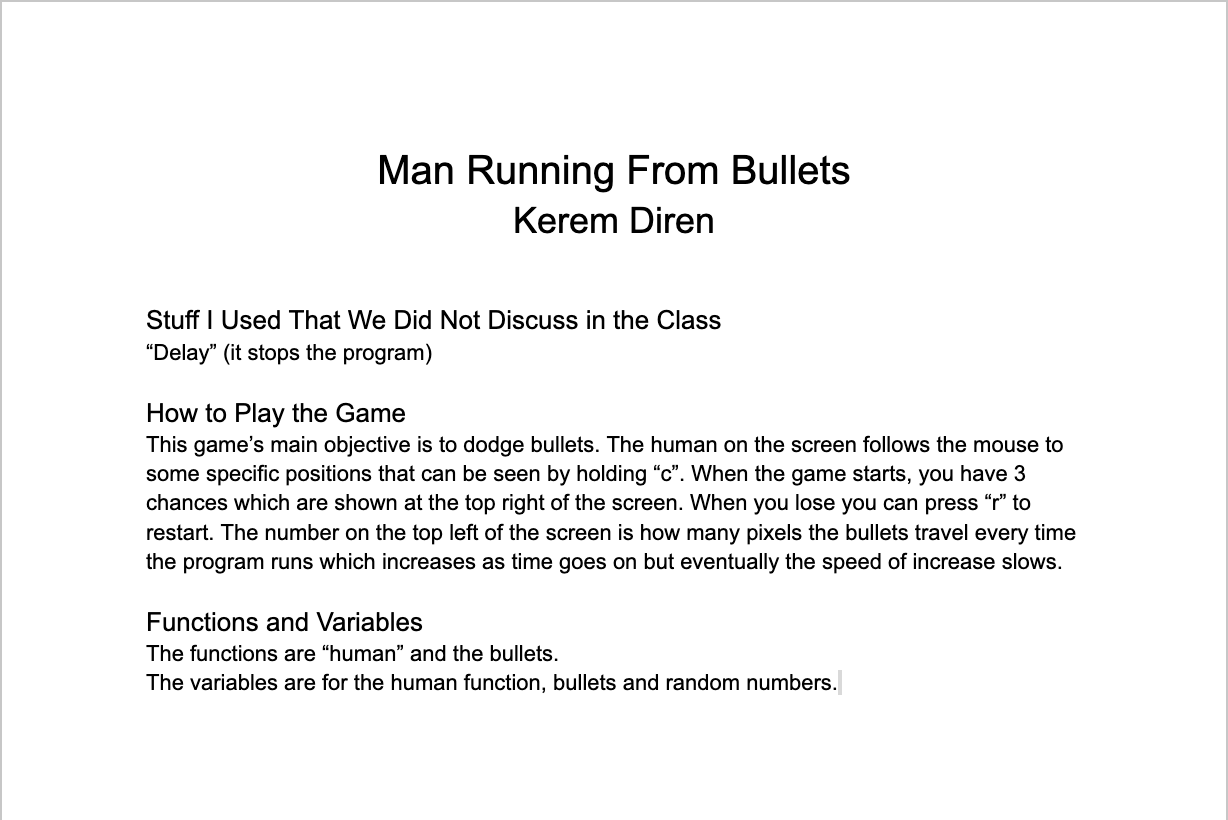 Man Running From Bullets
Kerem Diren
Stuff I Used That We Did Not Discuss in the Class
“Delay” (it stops the program)
How to Play the Game
This game’s main objective is to dodge bullets. The human on the screen follows the mouse to
some specific positions that can be seen by holding “c”. When the game starts, you have 3
chances which are shown at the top right of the screen. When you lose you can press “r” to
restart. The number on the top left of the screen is how many pixels the bullets travel every time
the program runs which increases as time goes on but eventually the speed of increase slows.
Functions and Variables
The functions are “human” and the bullets.
The variables are for the human function, bullets and random numbers.